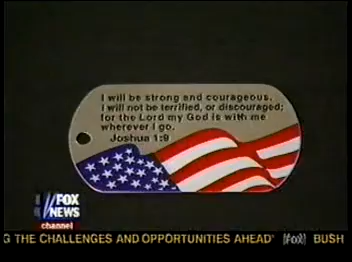 I will be strong and courageous.
I will not be terrified, or discouraged;
for the Lord my God is with me
wherever I go.
Joshua 1:9
FOX
NEWS
channel
G THE CHALLENGES AND OPPORTUNITIES AHEAD" [Fox] BUSH